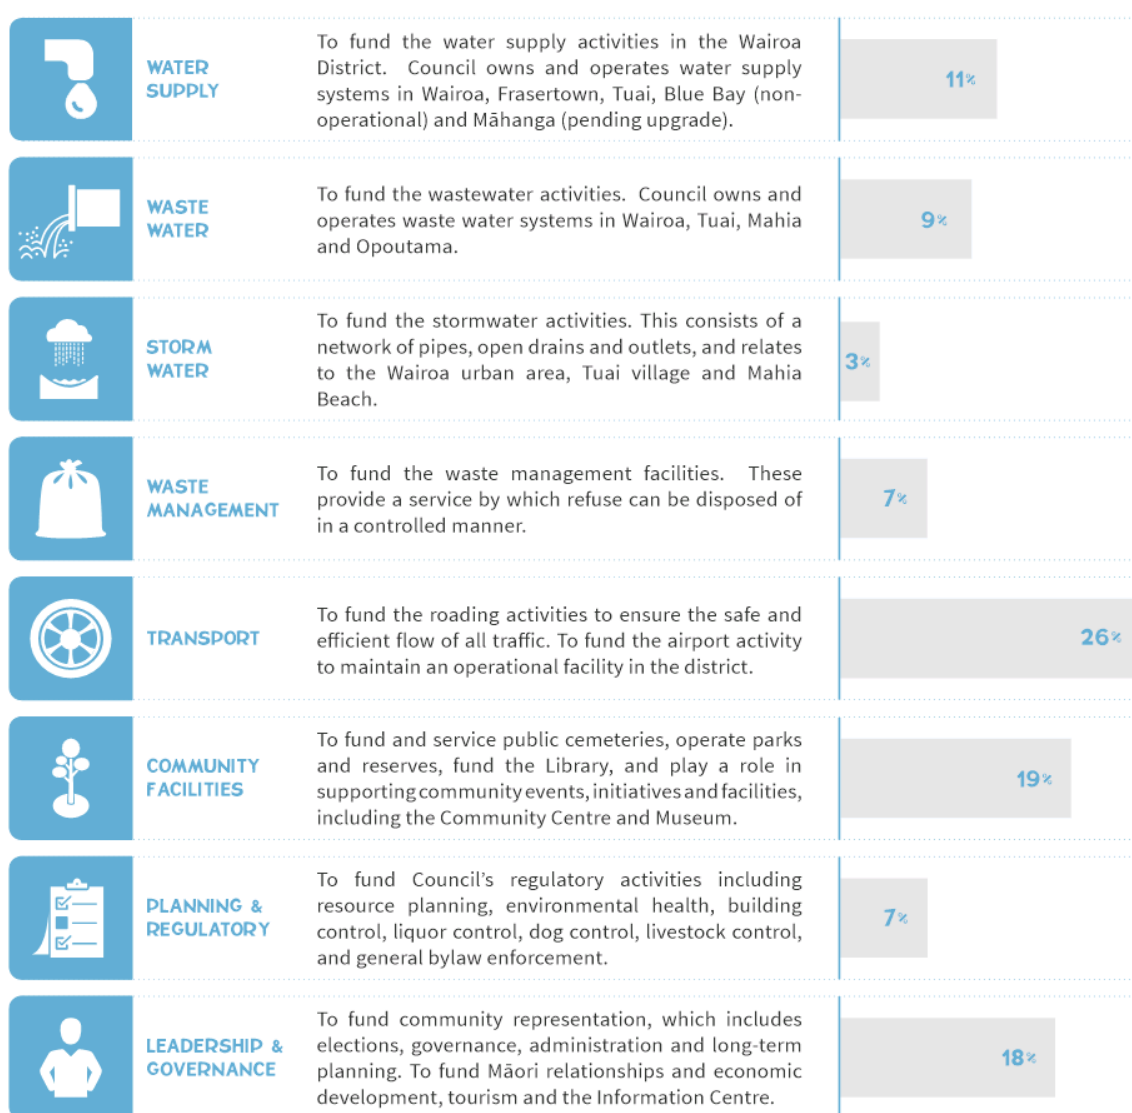 WATER
SUPPLY
To fund the water supply activities in the Wairoa
District. Council owns and operates water supply
systems in Wairoa, Frasertown, Tuai, Blue Bay (non-
operational) and Māhanga (pending upgrade).
11%
WASTE
WATER
To fund the wastewater activities. Council owns and
operates waste water systems in Wairoa, Tuai, Mahia
and Opoutama.
9%
STORM
WATER
To fund the stormwater activities. This consists of a
network of pipes, open drains and outlets, and relates
to the Wairoa urban area, Tuai village and Mahia
Beach.
3%
WASTE
MANAGEMENT
To fund the waste management facilities. These
provide a service by which refuse can be disposed of
in a controlled manner.
7%
TRANSPORT
To fund the roading activities to ensure the safe and
efficient flow of all traffic. To fund the airport activity
to maintain an operational facility in the district.
26%
COMMUNITY
FACILITIES
To fund and service public cemeteries, operate parks
and reserves, fund the Library, and play a role in
supporting community events, initiatives and facilities,
including the Community Centre and Museum.
19%
PLANNING &
REGULATORY
To fund Council's regulatory activities including
resource planning, environmental health, building
control, liquor control, dog control, livestock control,
and general bylaw enforcement.
7%
LEADERSHIP &
GOVERNANCE
To fund community representation, which includes
elections, governance, administration and long-term
planning. To fund Māori relationships and economic
development, tourism and the Information Centre.
18%